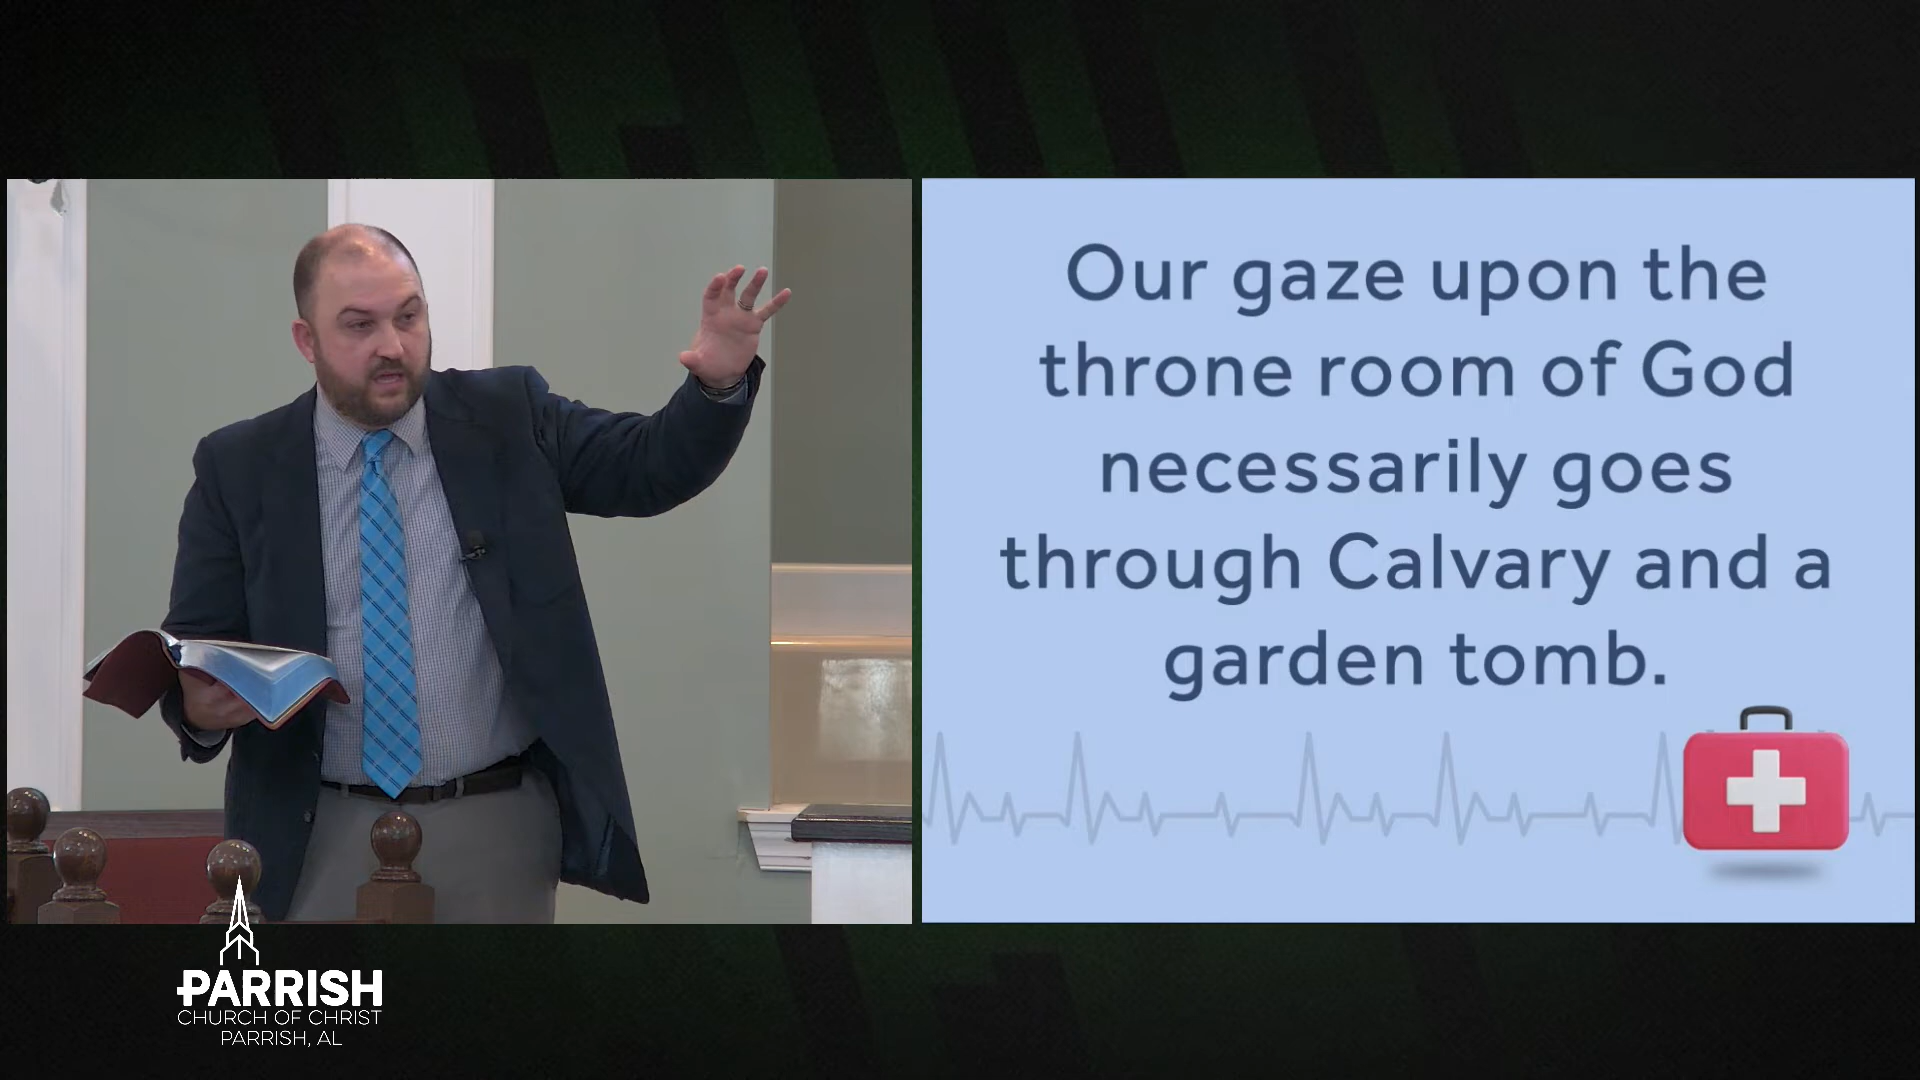 Our gaze upon the
throne room of God
necessarily goes
through Calvary and a
garden tomb.
PARRISH
CHURCH OF CHRIST
PARRISH, AL